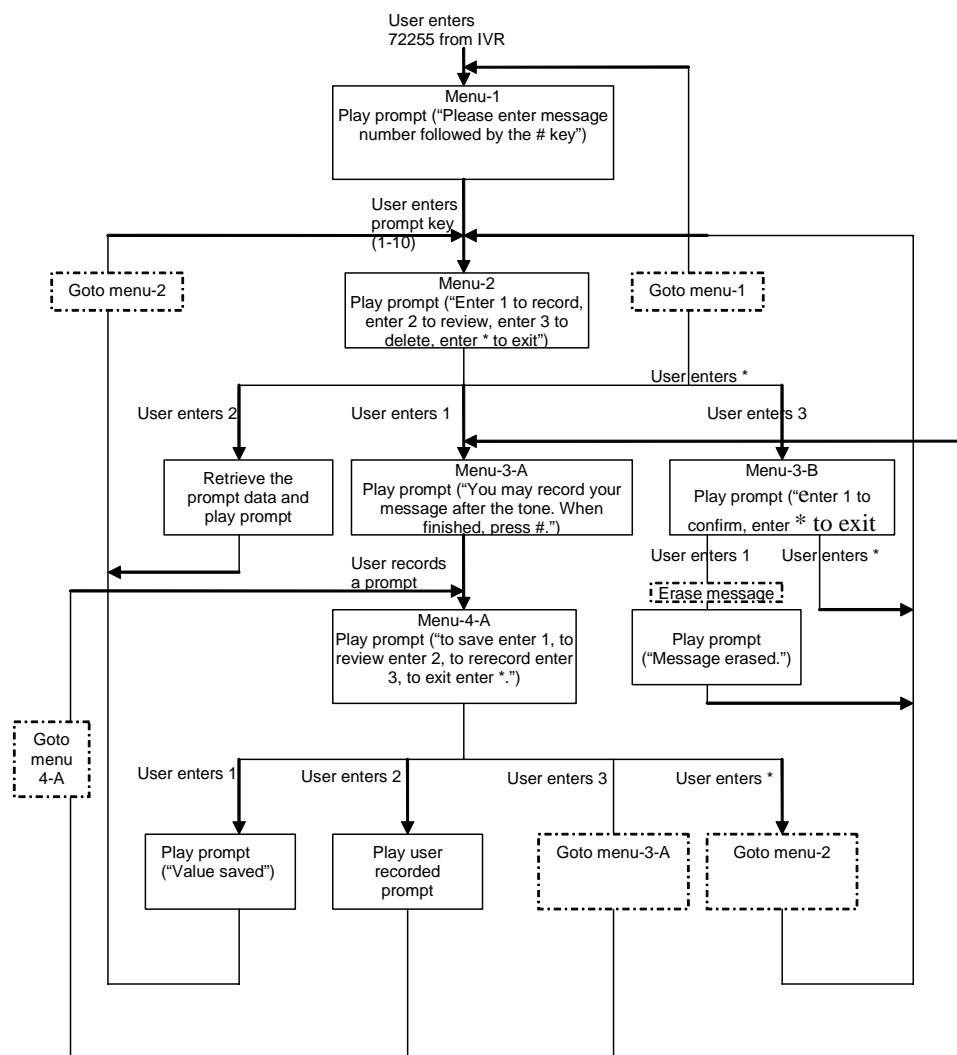 User enters
72255 from IVR
Menu-1
Play prompt (“Please enter message
number followed by the # key”)
User enters
prompt key
(1-10)
Goto menu-2
Menu-2
Play prompt (“Enter 1 to record,
enter 2 to review, enter 3 to
delete, enter * to exit”)
Goto menu-1
User enters *
User enters 2
User enters 1
User enters 3
Retrieve the
prompt data and
play prompt
Menu-3-A
Play prompt (“You may record your
message after the tone. When
finished, press #.”)
Menu-3-B
Play prompt (“enter 1 to
confirm, enter * to exit
User records
a prompt
User enters 1
User enters *
Erase message
Menu-4-A
Play prompt (“to save enter 1, to
review enter 2, to rerecord enter
3, to exit enter *.”)
Play prompt
(“Message erased.”)
Goto
menu
4-A
User enters 1
User enters 2
User enters 3
User enters *
Play prompt
(“Value saved”)
Play user
recorded
prompt
Goto menu-3-A
Goto menu-2